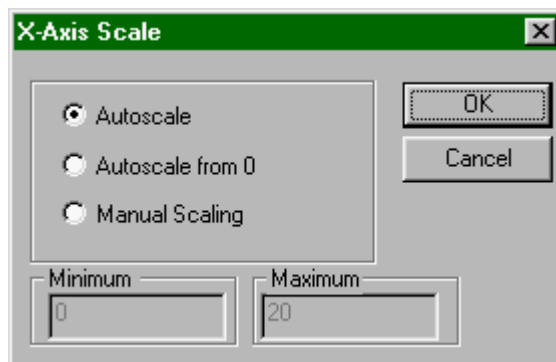 X-Axis Scale
Autoscale
Autoscale from 0
Manual Scaling
OK
Cancel
Minimum
0
Maximum
20